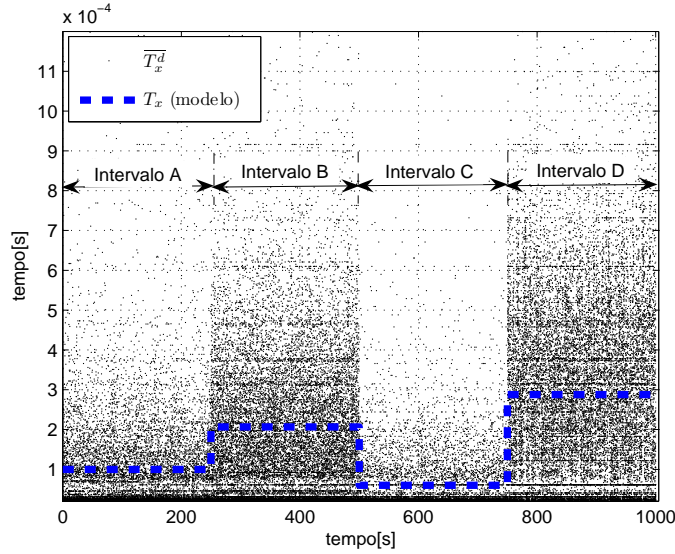 x 10⁻⁴
T_x^d
T_x (modelo)
Intervalo A
Intervalo B
Intervalo C
Intervalo D
11
10
9
8
7
6
5
4
3
2
1
tempo[s]
0 200 400 600 800 1000
tempo[s]